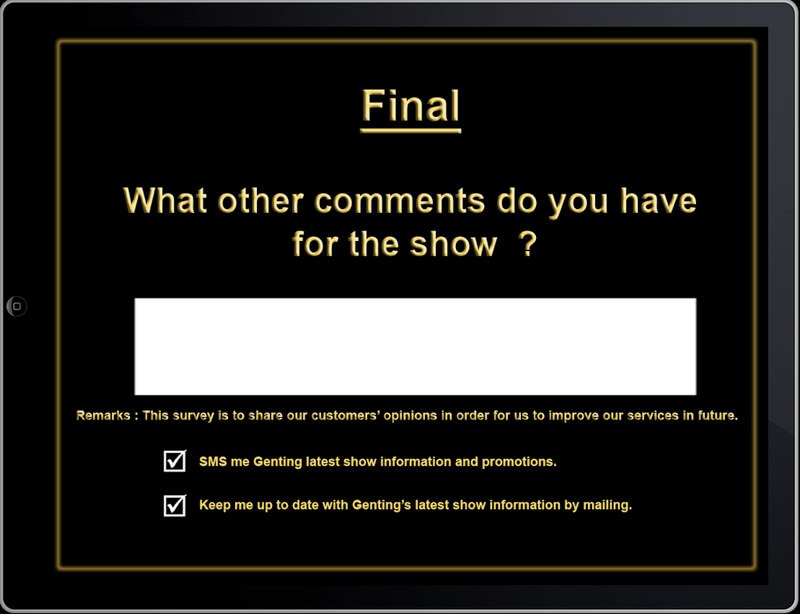 Final
What other comments do you have
for the show ?
Remarks : This survey is to share our customers' opinions in order for us to improve our services in future.
SMS me Genting latest show information and promotions.
Keep me up to date with Genting's latest show information by mailing.